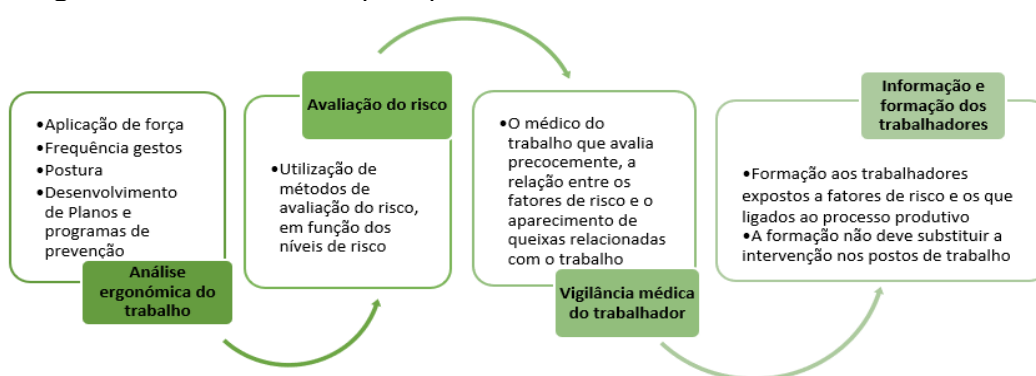 •Aplicação de força
•Frequência gestos
•Postura
•Desenvolvimento
de Planos e
programas de
prevenção
Análise
ergonómica do
trabalho
Avaliação do risco
•Utilização de
métodos de
avaliação do risco,
em função dos
níveis de risco
•O médico do
trabalho que avalia
precocemente, a
relação entre os
fatores de risco e o
aparecimento de
queixas relacionadas
com o trabalho
Vigilância médica
do trabalhador
Informação e
formação dos
trabalhadores
•Formação aos trabalhadores
expostos a fatores de risco e os que
ligados ao processo produtivo
•A formação não deve substituir a
intervenção nos postos de trabalho